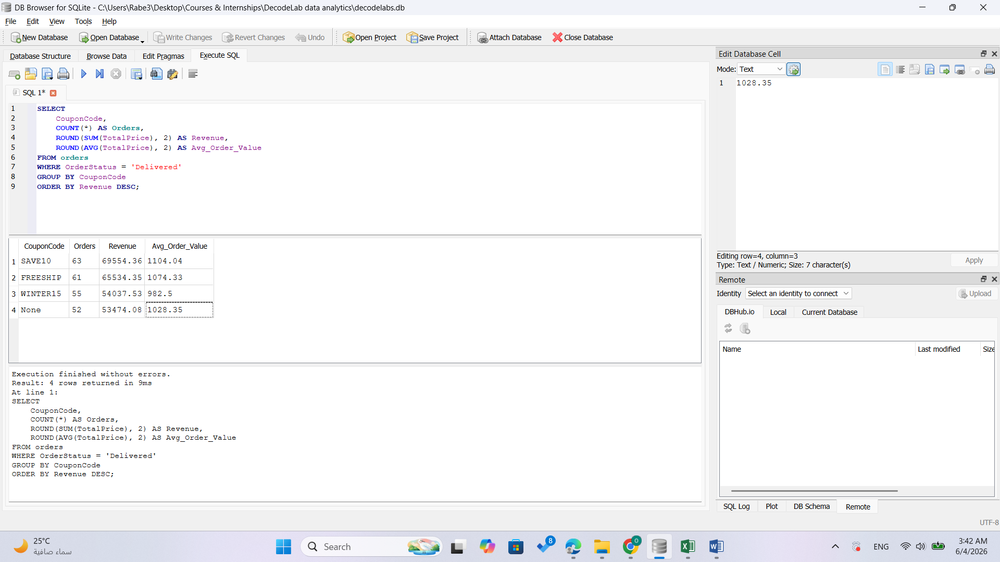 DB Browser for SQLite - C:\Users\Rabe3\Desktop\Courses & Internships\DecodeLab data analytics\decodelabs.db
File Edit View Tools Help
New Database Open Database Write Changes Revert Changes Undo Open Project Save Project Attach Database Close Database
Database Structure Browse Data Edit Pragmas Execute SQL
SQL 1*
1 SELECT
2 CouponCode,
3 COUNT(*) AS Orders,
4 ROUND(SUM(TotalPrice), 2) AS Revenue,
5 ROUND(AVG(TotalPrice), 2) AS Avg_Order_Value
6 FROM orders
7 WHERE OrderStatus = 'Delivered'
8 GROUP BY CouponCode
9 ORDER BY Revenue DESC;
CouponCode Orders Revenue Avg_Order_Value
1 SAVE10 63 69554.36 1104.04
2 FREESHIP 61 65534.35 1074.33
3 WINTER15 55 54037.53 982.5
4 None 52 53474.08 1028.35
Execution finished without errors.
Result: 4 rows returned in 9ms
At line 1:
SELECT
CouponCode,
COUNT(*) AS Orders,
ROUND(SUM(TotalPrice), 2) AS Revenue,
ROUND(AVG(TotalPrice), 2) AS Avg_Order_Value
FROM orders
WHERE OrderStatus = 'Delivered'
GROUP BY CouponCode
ORDER BY Revenue DESC;
Edit Database Cell
Mode: Text
1 1028.35
Editing row=4, column=3
Type: Text / Numeric; Size: 7 character(s)
Apply
Remote
Identity Select an identity to connect Upload
DBHub.io Local Current Database
Name Last modified Size
SQL Log Plot DB Schema Remote
UTF-8
25°C
سماء صافية
Search
8
O
ENG
3:42 AM
6/4/2026